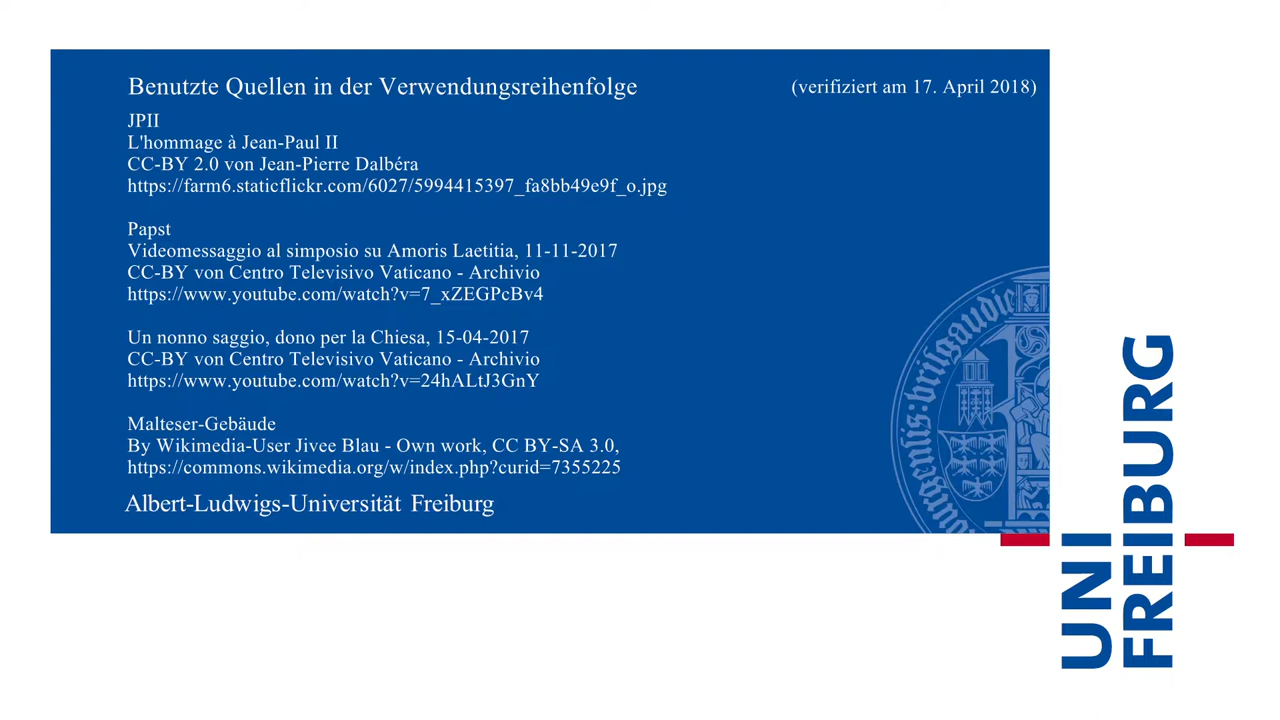 Benutzte Quellen in der Verwendungsreihenfolge
(verifiziert am 17. April 2018)
JPII
L'hommage à Jean-Paul II
CC-BY 2.0 von Jean-Pierre Dalbéra
https://farm6.staticflickr.com/6027/5994415397_fa8bb49e9f_o.jpg
Papst
Videomessaggio al simposio su Amoris Laetitia, 11-11-2017
CC-BY von Centro Televisivo Vaticano - Archivio
https://www.youtube.com/watch?v=7_xZEGPcBv4
Un nonno saggio, dono per la Chiesa, 15-04-2017
CC-BY von Centro Televisivo Vaticano - Archivio
https://www.youtube.com/watch?v=24hALtJ3GnY
Malteser-Gebäude
By Wikimedia-User Jivee Blau - Own work, CC BY-SA 3.0,
https://commons.wikimedia.org/w/index.php?curid=7355225
Albert-Ludwigs-Universität Freiburg
UNI
FREIBURG